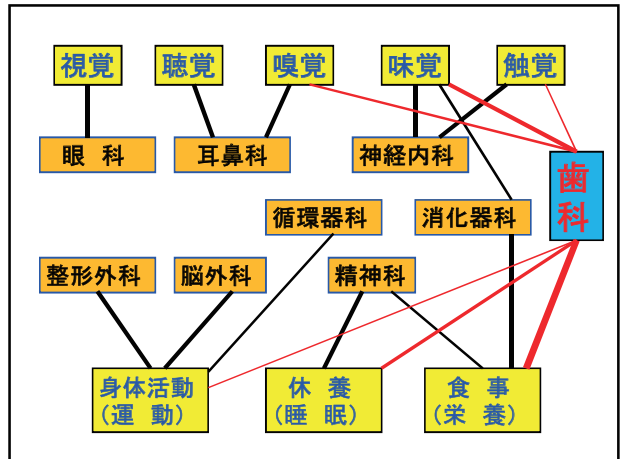 視覚
聴覚
嗅覚
味覚
触覚
眼 科
耳鼻科
神経内科
歯
科
循環器科
消化器科
整形外科
脳外科
精神科
身体活動
（運 動）
休 養
（睡 眠）
食 事
（栄 養）